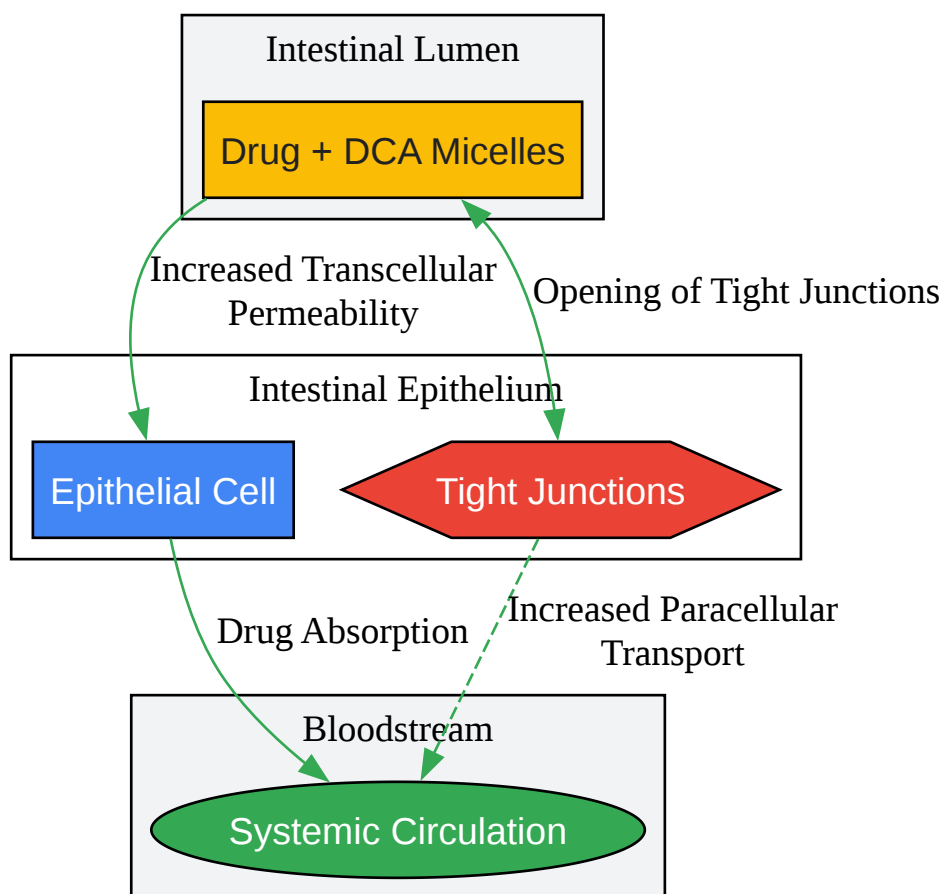 Intestinal Lumen
Drug + DCA Micelles
Increased Transcellular
Permeability
Opening of Tight Junctions
Intestinal Epithelium
Epithelial Cell
Tight Junctions
Drug Absorption
Increased Paracellular
Transport
Bloodstream
Systemic Circulation